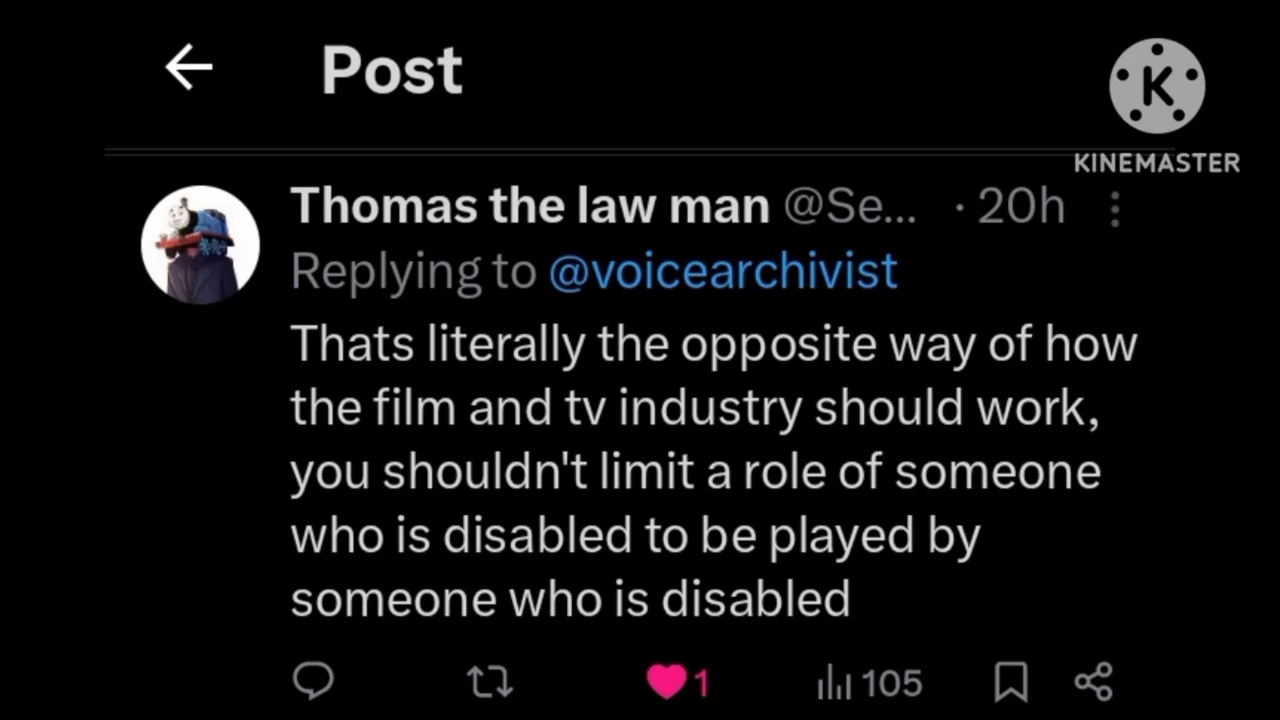 Post
K
KINEMASTER
Thomas the law man @Se... · 20h
Replying to @voicearchivist
Thats literally the opposite way of how
the film and tv industry should work,
you shouldn't limit a role of someone
who is disabled to be played by
someone who is disabled
1 105